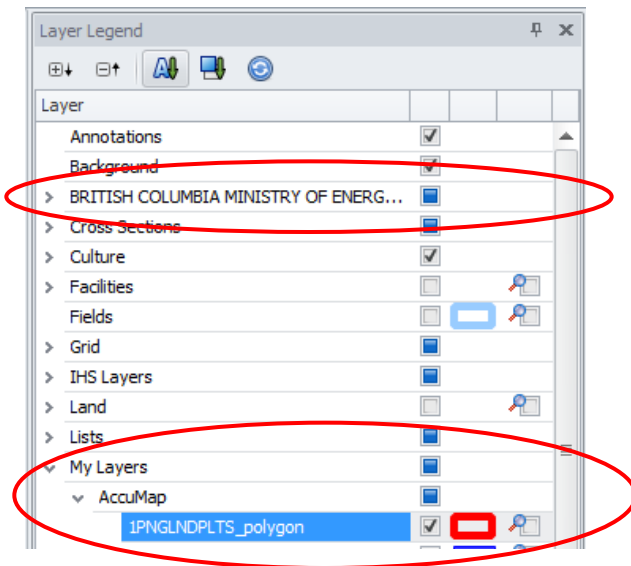 Layer Legend
Layer
Annotations
Background
BRITISH COLUMBIA MINISTRY OF ENERG...
Cross Sections
Culture
Facilities
Fields
Grid
IHS Layers
Land
Lists
My Layers
AccuMap
1PNGLNDPLTS_polygon